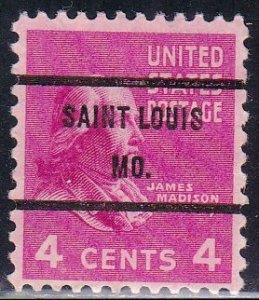 UNITED
STATES
POSTAGE
SAINT LOUIS
MO.
JAMES
MADISON
4 CENTS 4